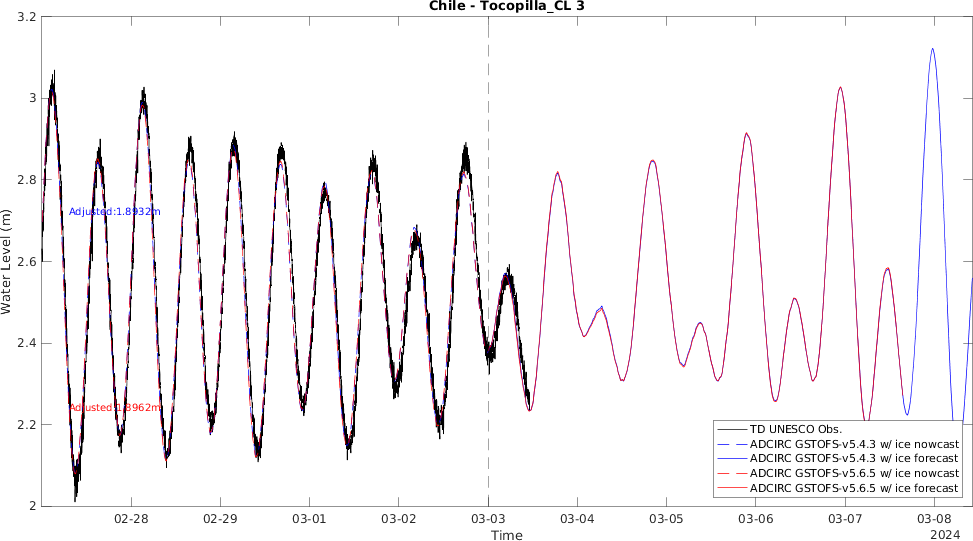 Chile - Tocopilla_CL 3
3.2
3
2.8
2.6
2.4
2.2
2
Water Level (m)
Adjusted:1.8932m
Adjusted:1.8962m
TD UNESCO Obs.
ADCIRC GSTOFS-v5.4.3 w/ ice nowcast
ADCIRC GSTOFS-v5.4.3 w/ ice forecast
ADCIRC GSTOFS-v5.6.5 w/ ice nowcast
ADCIRC GSTOFS-v5.6.5 w/ ice forecast
02-28 02-29 03-01 03-02 03-03 03-04 03-05 03-06 03-07 03-08
Time
2024